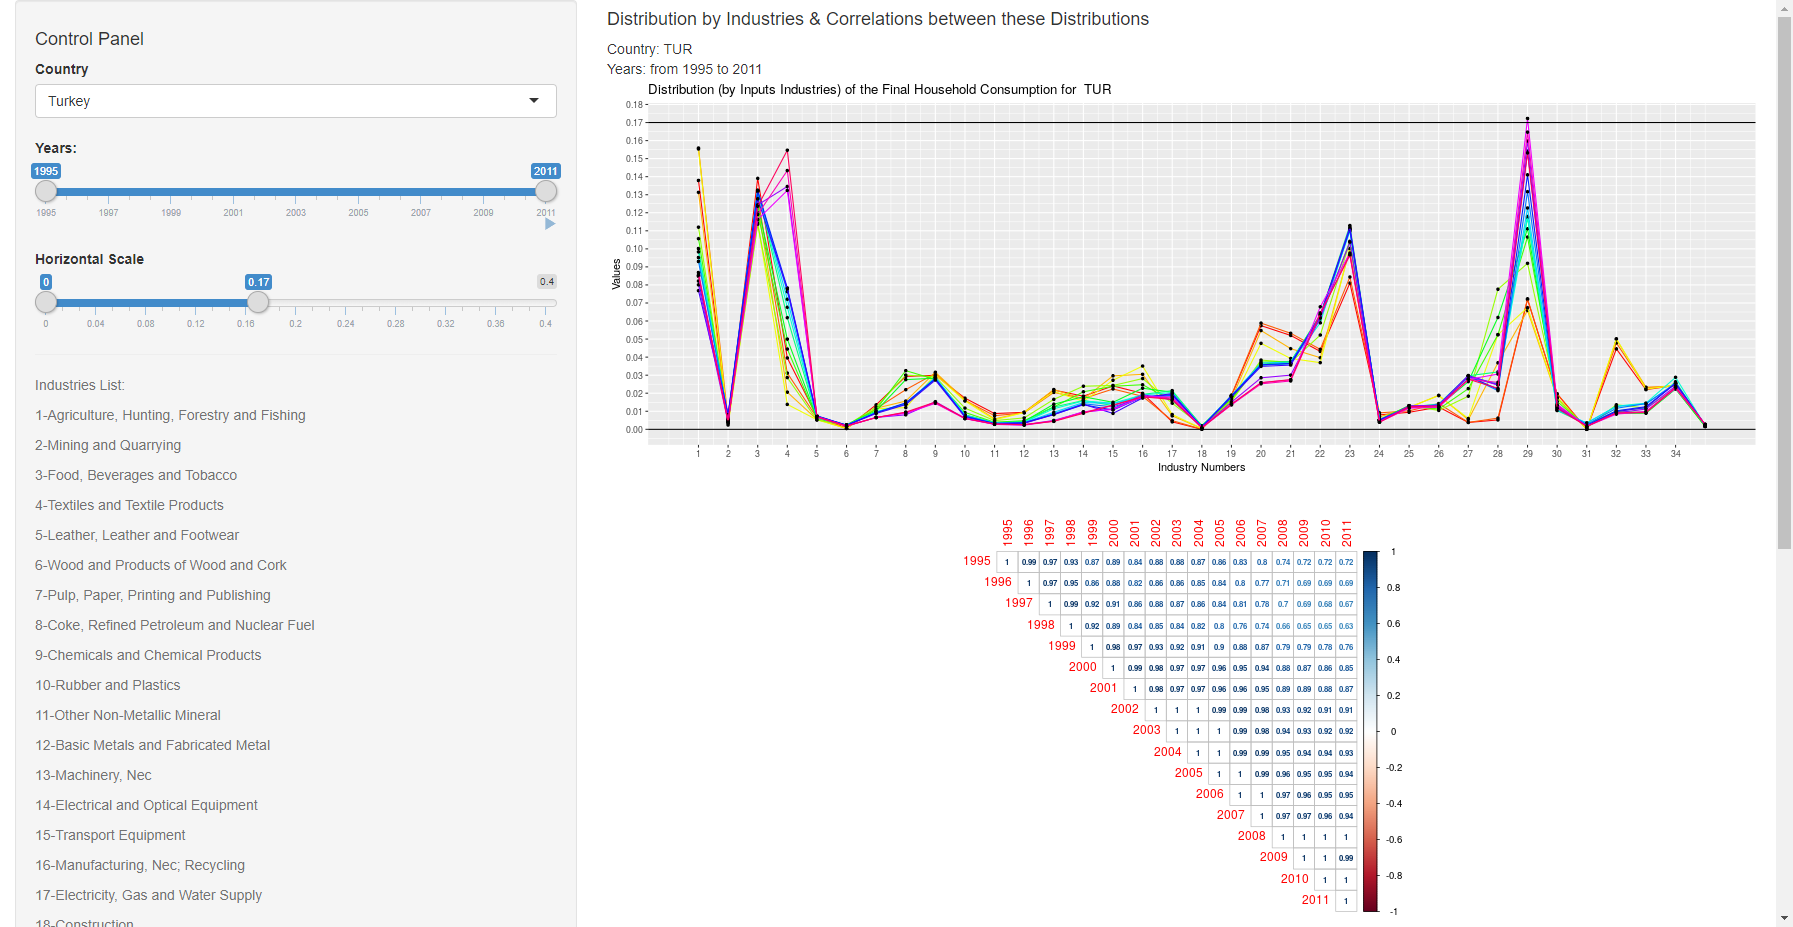 Control Panel
Country
Turkey
Years:
1995 2011
1995 1997 1999 2001 2003 2005 2007 2009 2011
Horizontal Scale
0 0.17 0.4
0 0.04 0.08 0.12 0.16 0.2 0.24 0.28 0.32 0.36 0.4
Industries List:
1-Agriculture, Hunting, Forestry and Fishing
2-Mining and Quarrying
3-Food, Beverages and Tobacco
4-Textiles and Textile Products
5-Leather, Leather and Footwear
6-Wood and Products of Wood and Cork
7-Pulp, Paper, Printing and Publishing
8-Coke, Refined Petroleum and Nuclear Fuel
9-Chemicals and Chemical Products
10-Rubber and Plastics
11-Other Non-Metallic Mineral
12-Basic Metals and Fabricated Metal
13-Machinery, Nec
14-Electrical and Optical Equipment
15-Transport Equipment
16-Manufacturing, Nec; Recycling
17-Electricity, Gas and Water Supply
18-Construction
Distribution by Industries & Correlations between these Distributions
Country: TUR
Years: from 1995 to 2011
Distribution (by Inputs Industries) of the Final Household Consumption for TUR
0.18
0.17
0.16
0.15
0.14
0.13
0.12
0.11
0.10
0.09
0.08
0.07
0.06
0.05
0.04
0.03
0.02
0.01
0.00
Values
1 2 3 4 5 6 7 8 9 10 11 12 13 14 15 16 17 18 19 20 21 22 23 24 25 26 27 28 29 30 31 32 33 34
Industry Numbers
1995 1996 1997 1998 1999 2000 2001 2002 2003 2004 2005 2006 2007 2008 2009 2010 2011
1995 1 0.99 0.97 0.93 0.87 0.89 0.84 0.88 0.88 0.87 0.86 0.83 0.8 0.74 0.72 0.72 0.72
1996 1 0.97 0.95 0.86 0.88 0.82 0.86 0.86 0.85 0.84 0.8 0.77 0.71 0.69 0.69 0.69
1997 1 0.99 0.92 0.91 0.86 0.88 0.87 0.86 0.84 0.81 0.78 0.7 0.69 0.68 0.67
1998 1 0.92 0.89 0.84 0.85 0.84 0.82 0.8 0.76 0.74 0.66 0.65 0.65 0.63
1999 1 0.98 0.97 0.93 0.92 0.91 0.9 0.88 0.87 0.79 0.79 0.78 0.76
2000 1 0.99 0.98 0.97 0.97 0.96 0.95 0.94 0.88 0.87 0.86 0.85
2001 1 0.98 0.97 0.97 0.96 0.96 0.95 0.89 0.89 0.88 0.87
2002 1 1 1 0.99 0.99 0.98 0.93 0.92 0.91 0.91
2003 1 1 1 0.99 0.98 0.94 0.93 0.92 0.92
2004 1 1 0.99 0.99 0.95 0.94 0.94 0.93
2005 1 1 0.99 0.96 0.95 0.95 0.94
2006 1 1 0.97 0.96 0.95 0.95
2007 1 0.97 0.97 0.96 0.94
2008 1 1 1 1
2009 1 1 0.99
2010 1 1
2011 1
1
0.8
0.6
0.4
0.2
0
-0.2
-0.4
-0.6
-0.8
-1